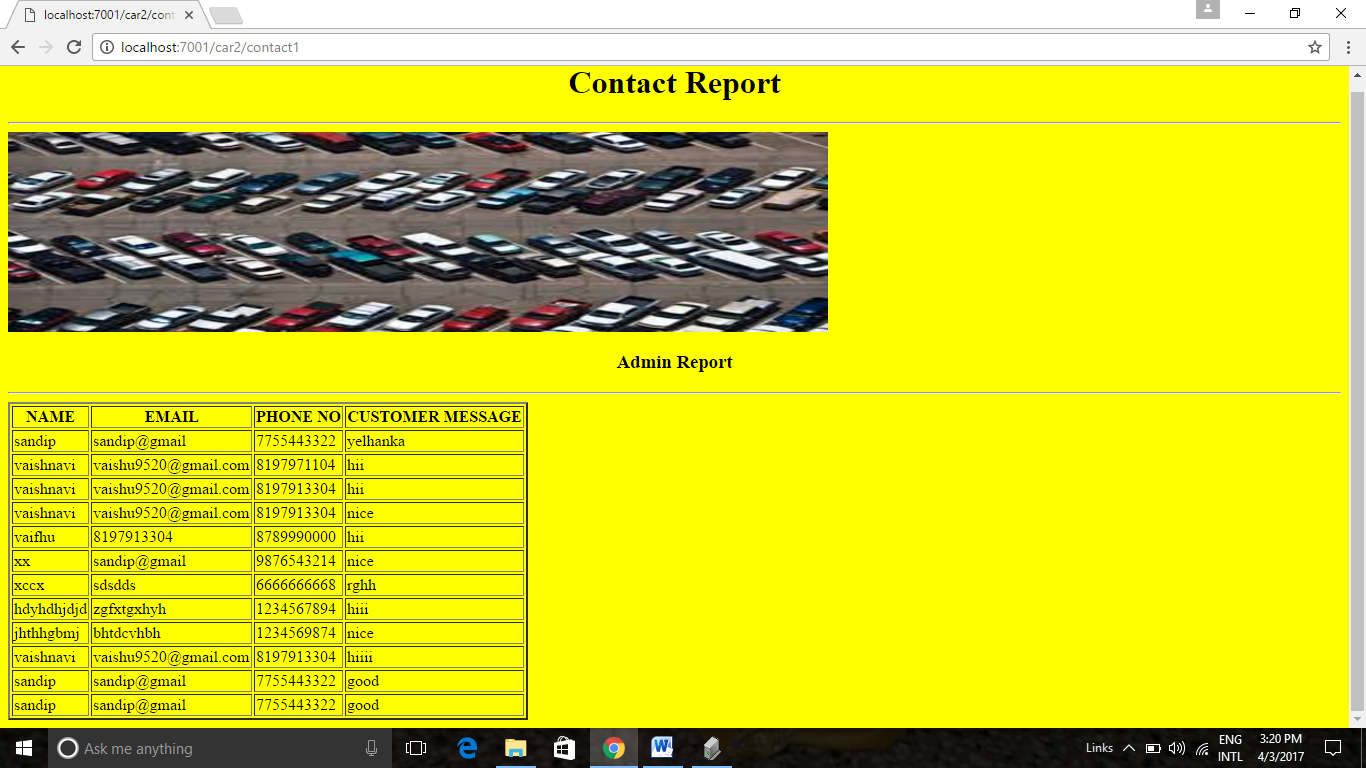 localhost:7001/car2/cont
localhost:7001/car2/contact1
Contact Report
Admin Report
NAME EMAIL PHONE NO CUSTOMER MESSAGE
sandip sandip@gmail 7755443322 yelhanka
vaishnavi vaishu9520@gmail.com 8197971104 hii
vaishnavi vaishu9520@gmail.com 8197913304 hii
vaishnavi vaishu9520@gmail.com 8197913304 nice
vaifhu 8197913304 8789990000 hii
xx sandip@gmail 9876543214 nice
xccx sdsdds 6666666668 rghh
hdyhdhjdjd zgfxtgxhyh 1234567894 hiii
jhthhgbmj bhtdcvhbh 1234569874 nice
vaishnavi vaishu9520@gmail.com 8197913304 hiiii
sandip sandip@gmail 7755443322 good
sandip sandip@gmail 7755443322 good
Ask me anything
Links
ENG
INTL
3:20 PM
4/3/2017